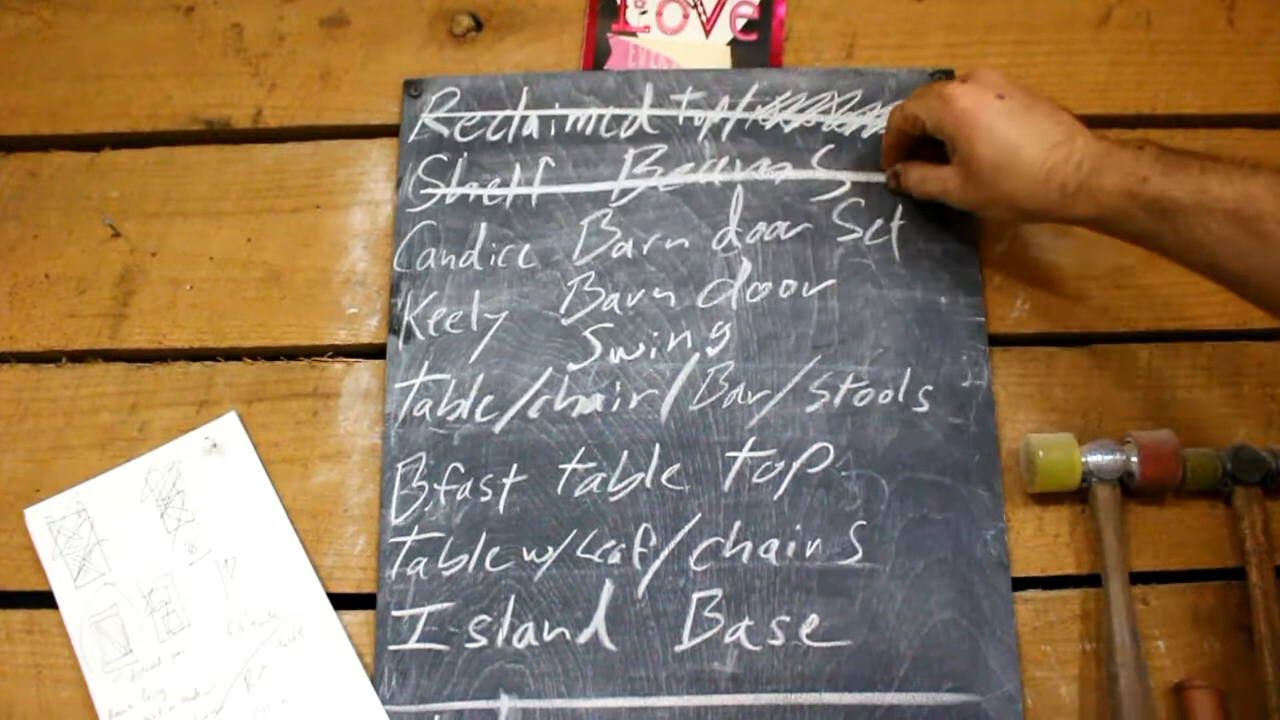 LOVE
Reclaimed top/
Shelf Beams
Candice Barn door Set
Keely Barn door
Swing
Table/chair/Bar/stools
Bfast table top
Table w/Leaf/chairs
Island Base